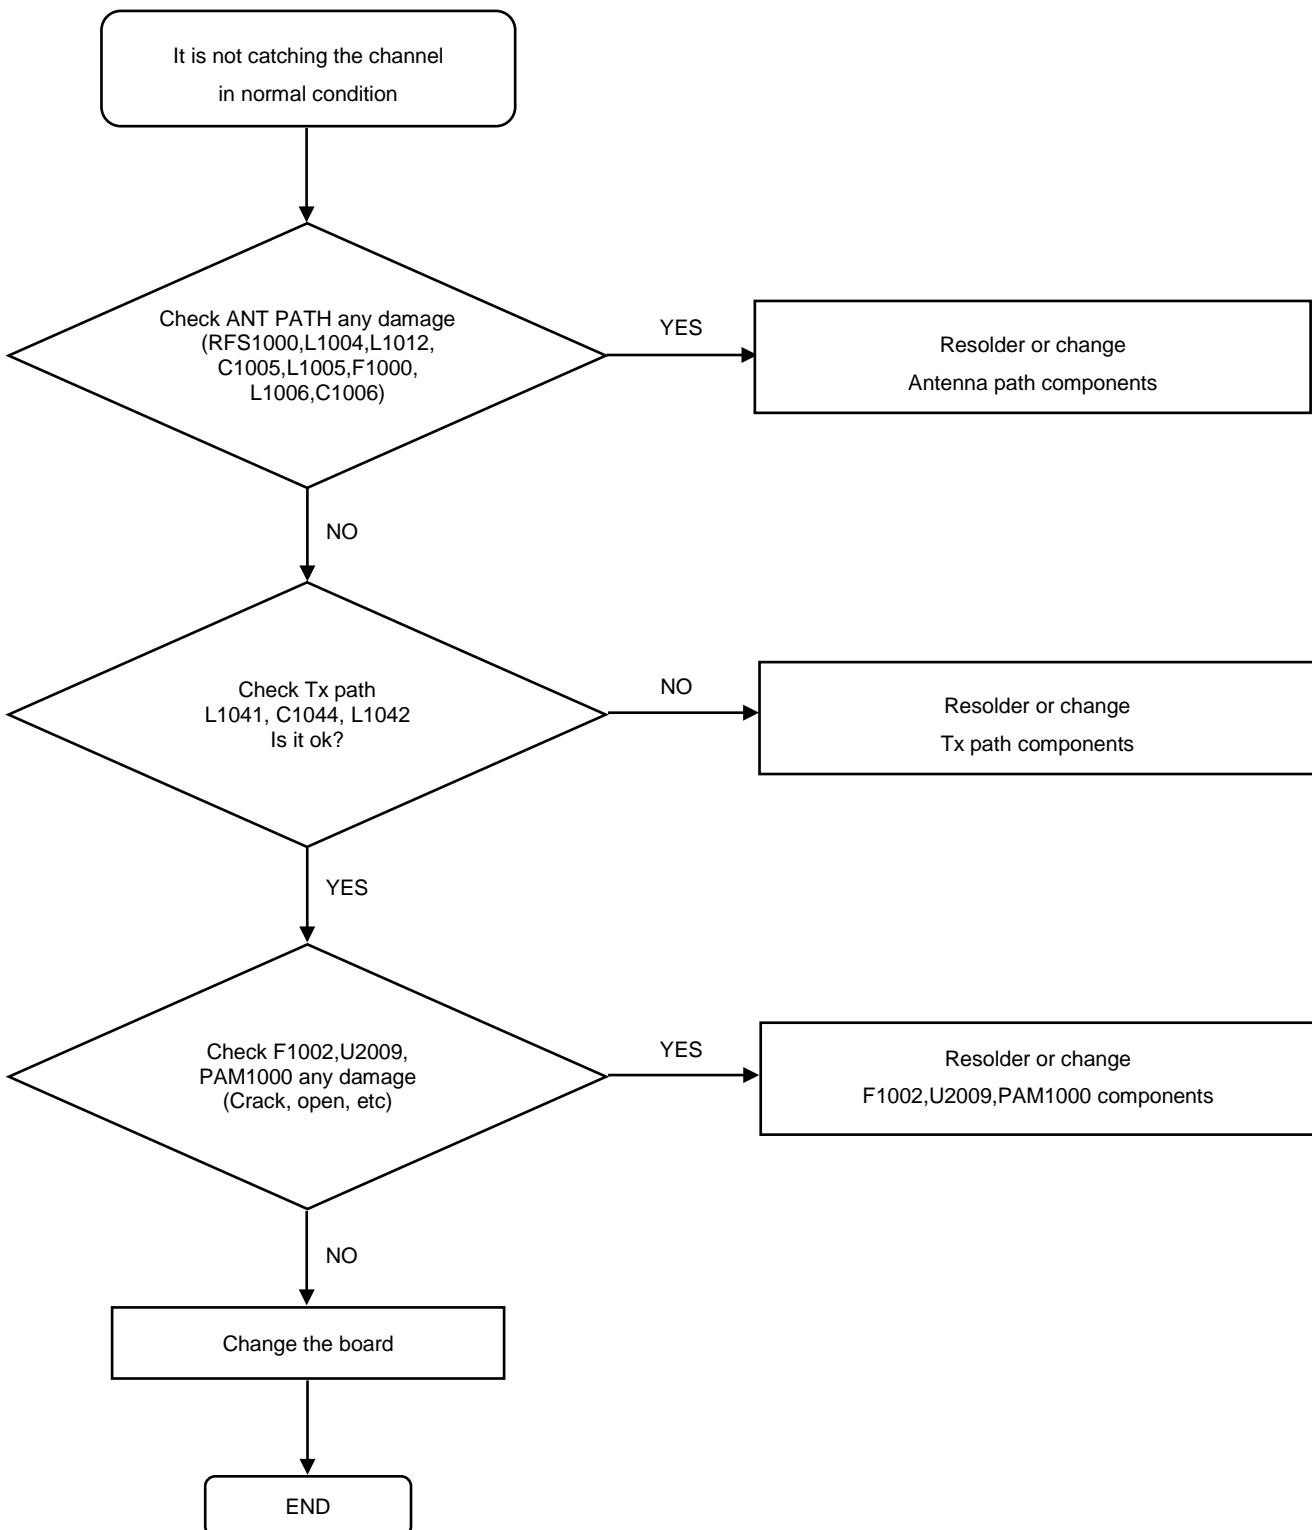 It is not catching the channel
in normal condition
Check ANT PATH any damage
(RFS1000,L1004,L1012,
C1005,L1005,F1000,
L1006,C1006)
YES
Resolder or change
Antenna path components
NO
Check Tx path
L1041, C1044, L1042
Is it ok?
NO
Resolder or change
Tx path components
YES
Check F1002,U2009,
PAM1000 any damage
(Crack, open, etc)
YES
Resolder or change
F1002,U2009,PAM1000 components
NO
Change the board
END